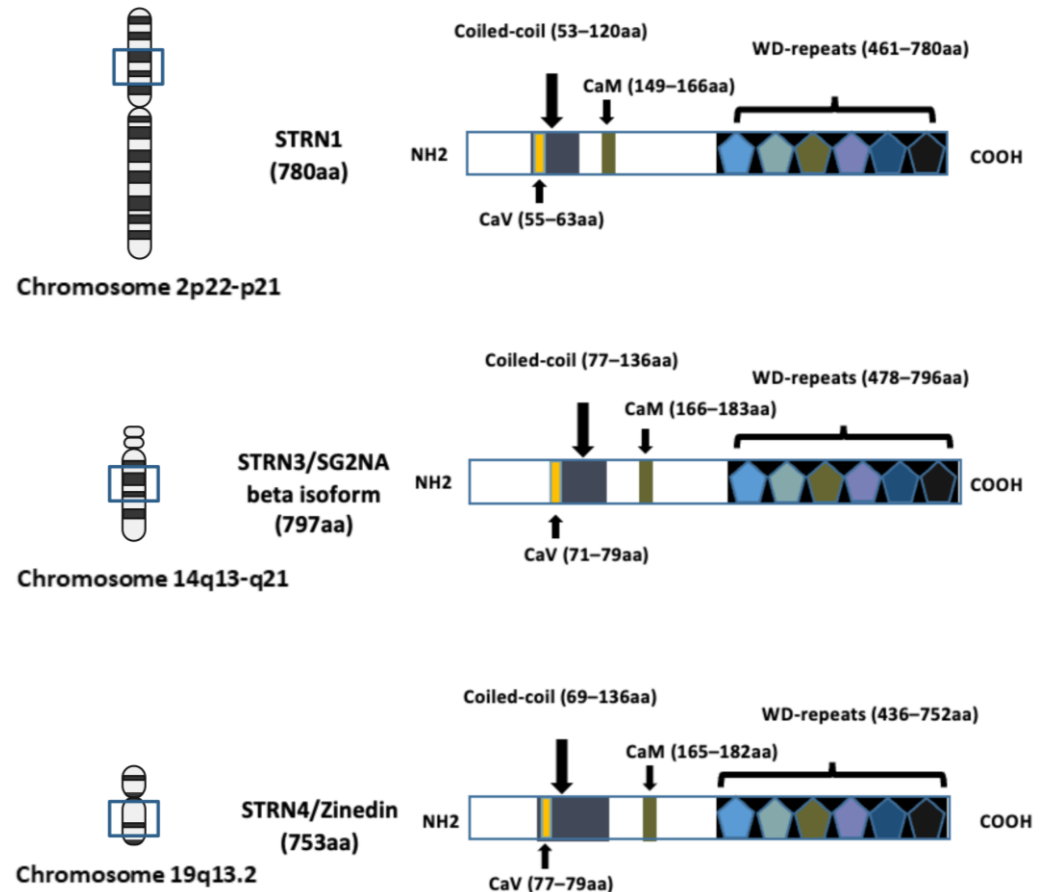 Coiled-coil (53–120aa)
WD-repeats (461–780aa)
CaM (149–166aa)
STRN1
(780aa)
NH2
COOH
CaV (55–63aa)
Chromosome 2p22-p21
Coiled-coil (77–136aa)
WD-repeats (478–796aa)
CaM (166–183aa)
STRN3/SG2NA
beta isoform
(797aa)
NH2
COOH
CaV (71–79aa)
Chromosome 14q13-q21
Coiled-coil (69–136aa)
WD-repeats (436–752aa)
CaM (165–182aa)
STRN4/Zinedin
(753aa)
NH2
COOH
Chromosome 19q13.2
CaV (77–79aa)